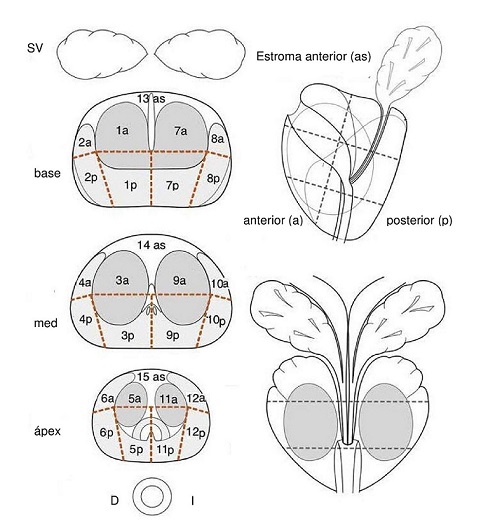 SV
Estroma anterior (as)
13 as
1a 7a
2a 8a
base
2p 1p 7p 8p
anterior (a) posterior (p)
14 as
4a 3a 9a 10a
med
4p 3p 9p 10p
15 as
6a 5a 11a 12a
ápex
6p 5p 11p 12p
D I